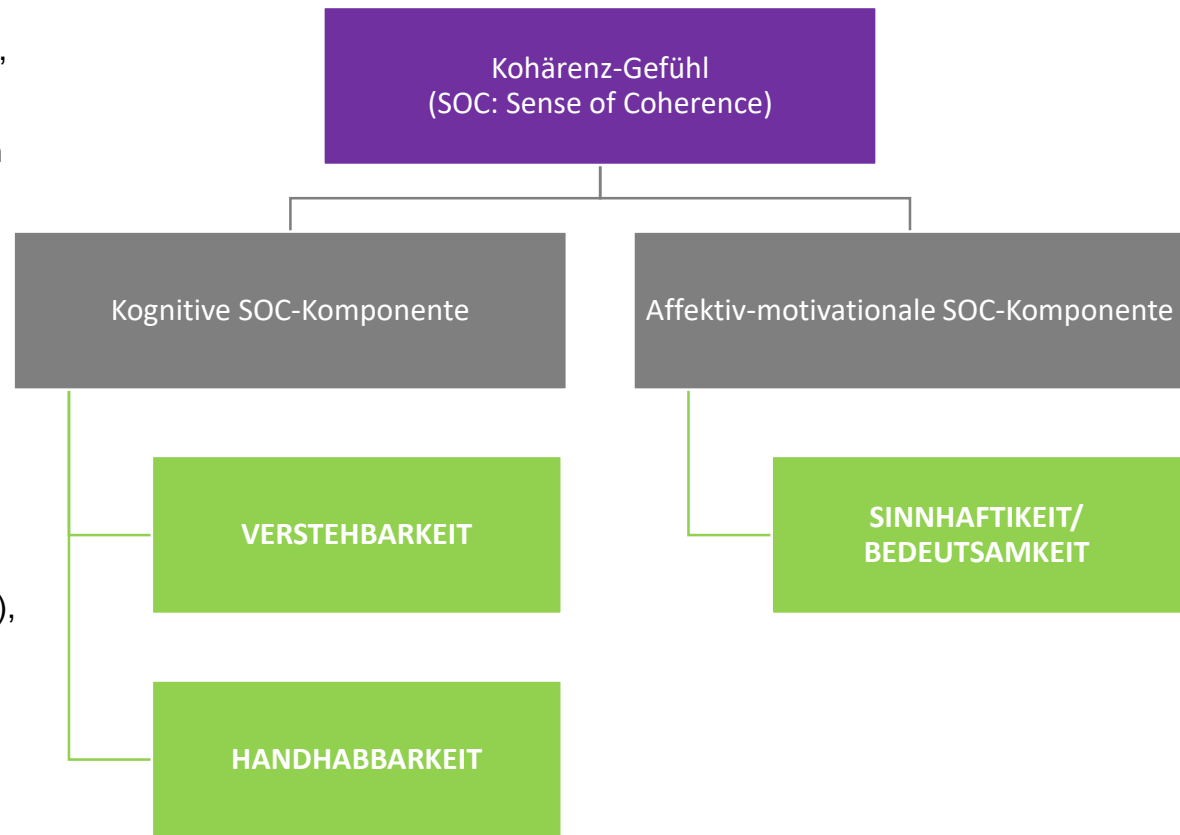 ,
Kohärenz-Gefühl
(SOC: Sense of Coherence)
Kognitive SOC-Komponente
Affektiv-motivationale SOC-Komponente
VERSTEHBARKEIT
SINNHAFTIKEIT/
BEDEUTSAMKEIT
),
HANDHABBARKEIT